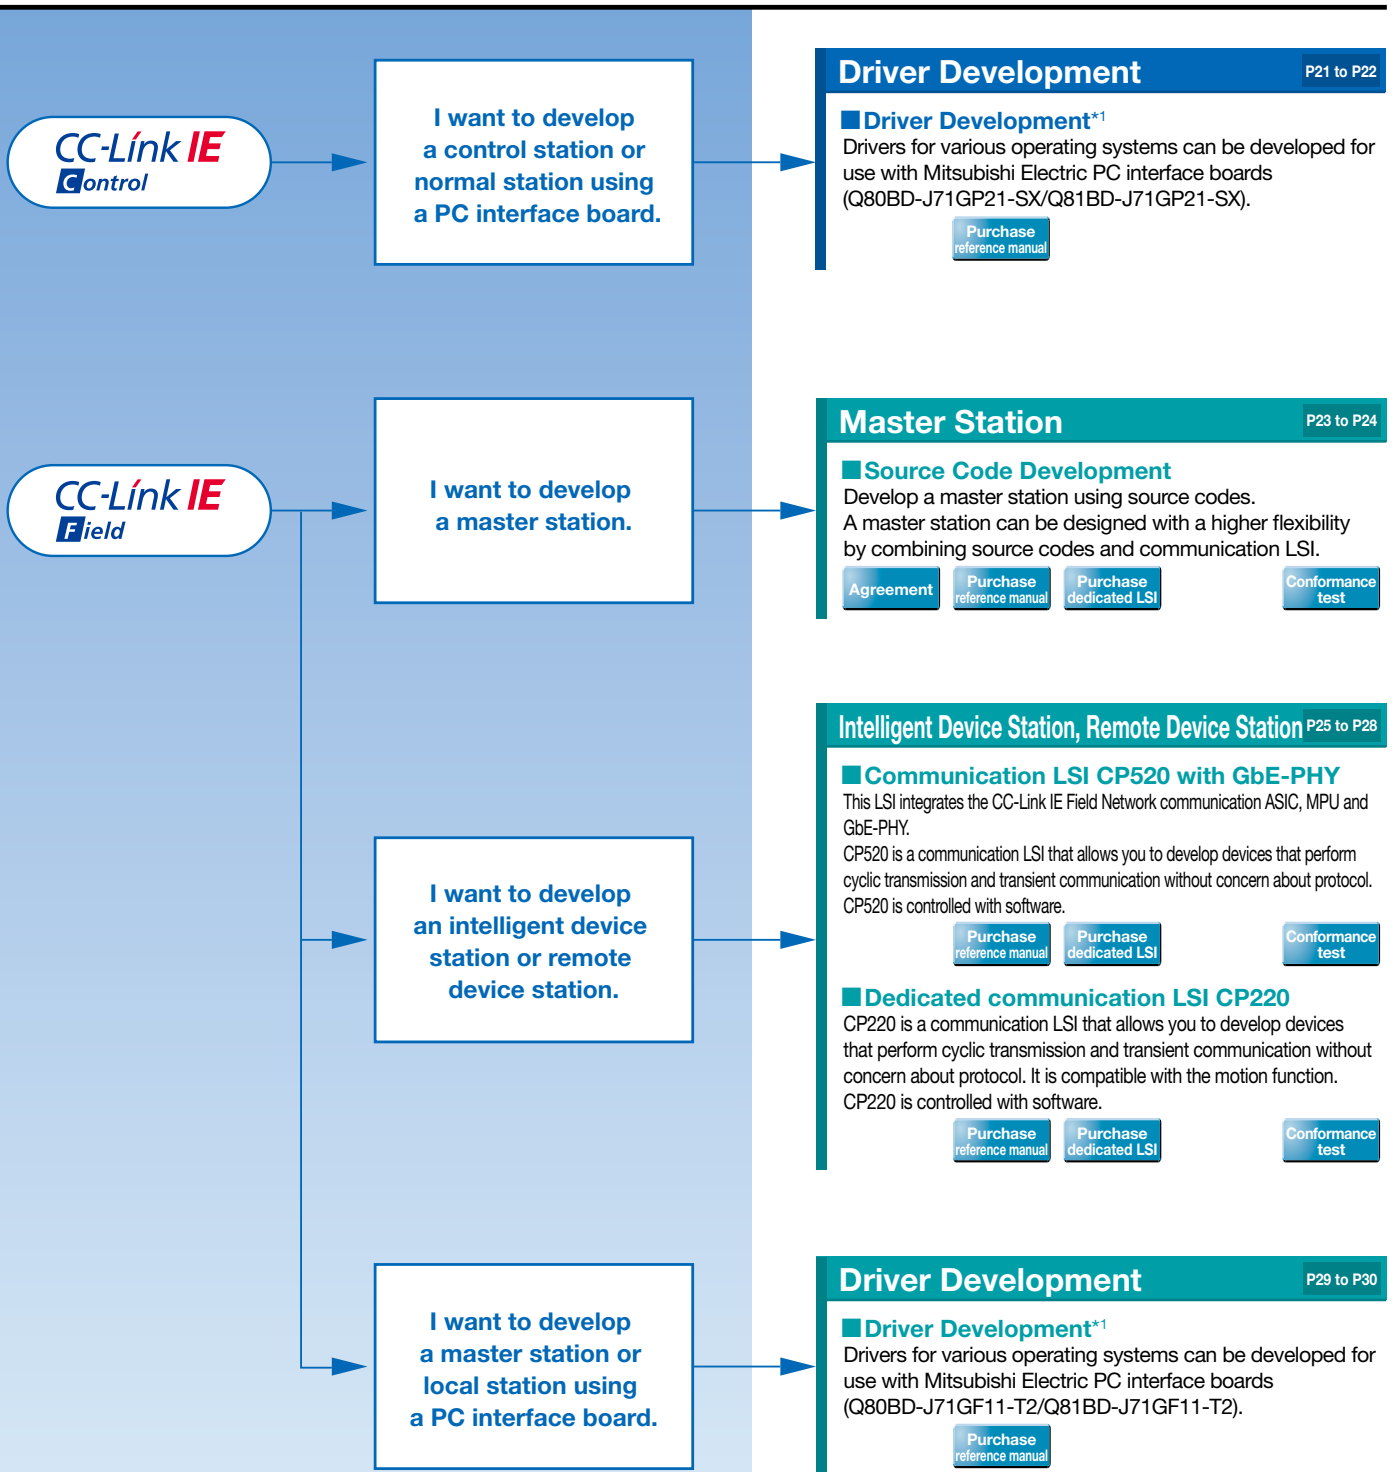 CC-Link IE
Control
I want to develop
a control station or
normal station using
a PC interface board.
Driver Development
P21 to P22
■Driver Development*1
Drivers for various operating systems can be developed for
use with Mitsubishi Electric PC interface boards
(Q80BD-J71GP21-SX/Q81BD-J71GP21-SX).
Purchase
reference manual
CC-Link IE
Field
I want to develop
a master station.
Master Station
P23 to P24
■Source Code Development
Develop a master station using source codes.
A master station can be designed with a higher flexibility
by combining source codes and communication LSI.
Agreement
Purchase
reference manual
Purchase
dedicated LSI
Conformance
test
I want to develop
an intelligent device
station or remote
device station.
Intelligent Device Station, Remote Device Station
P25 to P28
■Communication LSI CP520 with GbE-PHY
This LSI integrates the CC-Link IE Field Network communication ASIC, MPU and
GbE-PHY.
CP520 is a communication LSI that allows you to develop devices that perform
cyclic transmission and transient communication without concern about protocol.
CP520 is controlled with software.
Purchase
reference manual
Purchase
dedicated LSI
Conformance
test
■Dedicated communication LSI CP220
CP220 is a communication LSI that allows you to develop devices
that perform cyclic transmission and transient communication without
concern about protocol. It is compatible with the motion function.
CP220 is controlled with software.
Purchase
reference manual
Purchase
dedicated LSI
Conformance
test
I want to develop
a master station or
local station using
a PC interface board.
Driver Development
P29 to P30
■Driver Development*1
Drivers for various operating systems can be developed for
use with Mitsubishi Electric PC interface boards
(Q80BD-J71GF11-T2/Q81BD-J71GF11-T2).
Purchase
reference manual